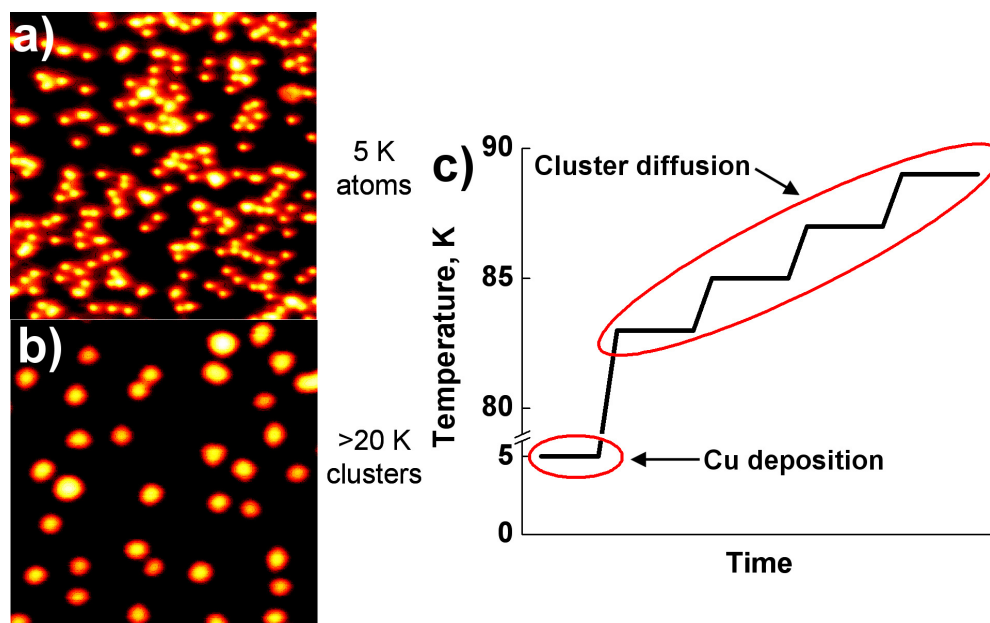 a)
5 K
atoms
b)
>20 K
clusters
c)
90
Cluster diffusion
85
80
5
Cu deposition
0
Temperature, K
Time